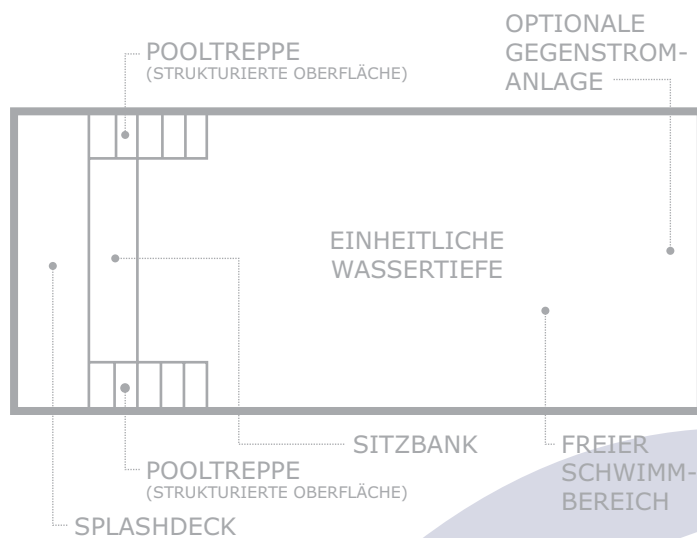 POOLTREPPE
(STRUKTURIERTE OBERFLÄCHE)
OPTIONALE
GEGENSTROM-
ANLAGE
EINHEITLICHE
WASSERTIEFE
SITZBANK
FREIER
SCHWIMM-
BEREICH
POOLTREPPE
(STRUKTURIERTE OBERFLÄCHE)
SPLASHDECK